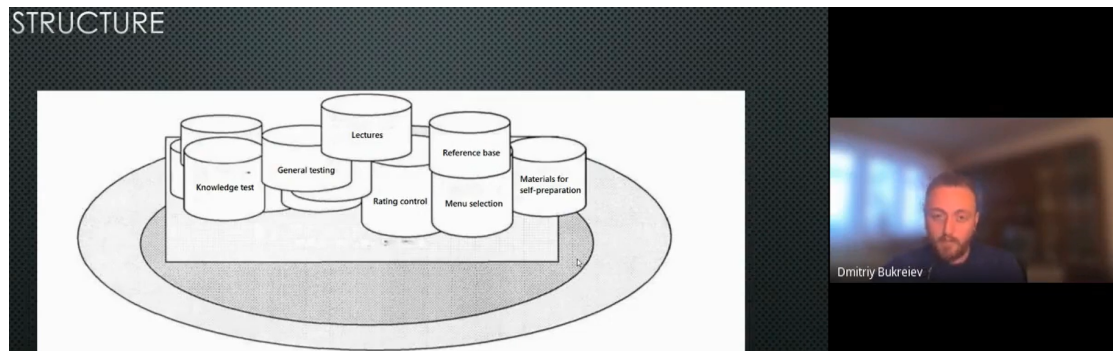 STRUCTURE
Lectures
Reference base
General testing
Materials for
self-preparation
Knowledge test
Rating control
Menu selection
Dmitriy Bukreiev